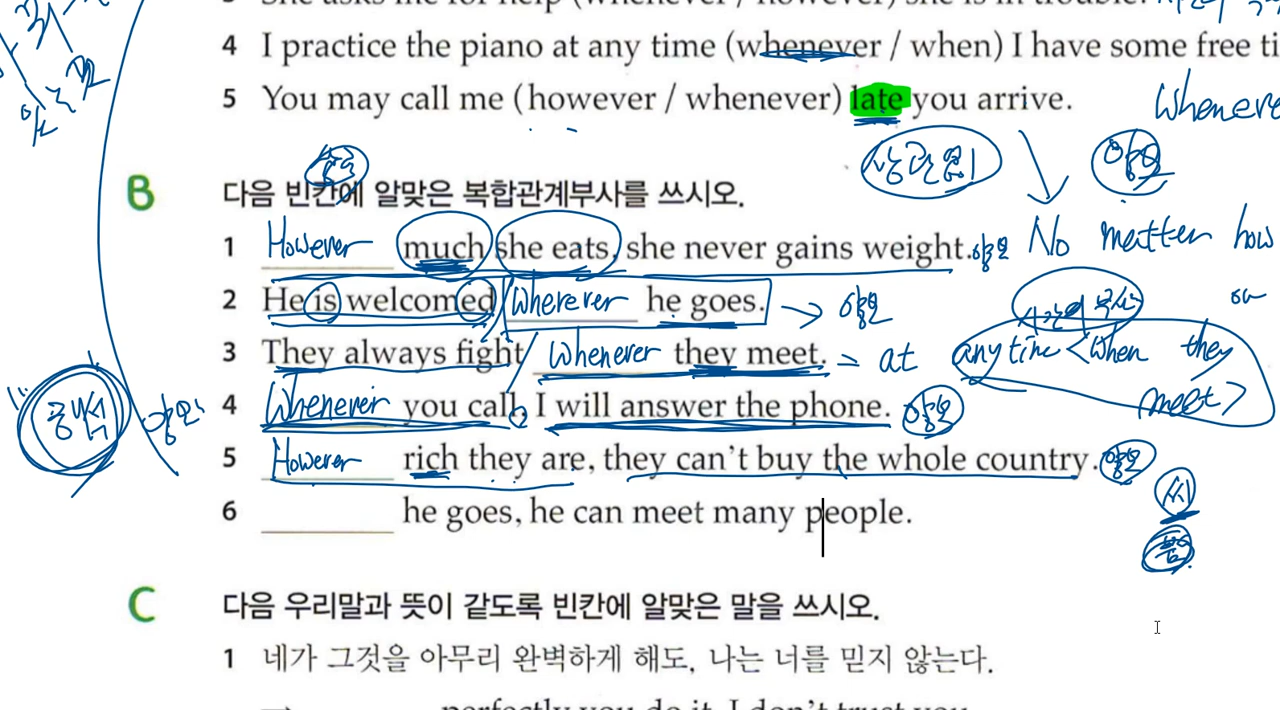 4 I practice the piano at any time (whenever / when) I have some free ti
5 You may call me (however / whenever) late you arrive. Wheneve
상관없이 양보
B 다음 빈칸에 알맞은 복합관계부사를 쓰시오.
1 However much she eats, she never gains weight. 양보 No matter how
2 He is welcomed wherever he goes. → 양보
3 They always fight whenever they meet. = at any time <when they meet>
4 Whenever you call, I will answer the phone. 양보
5 However rich they are, they can't buy the whole country. 양보
6 he goes, he can meet many people.
C 다음 우리말과 뜻이 같도록 빈칸에 알맞은 말을 쓰시오.
1 네가 그것을 아무리 완벽하게 해도, 나는 너를 믿지 않는다.